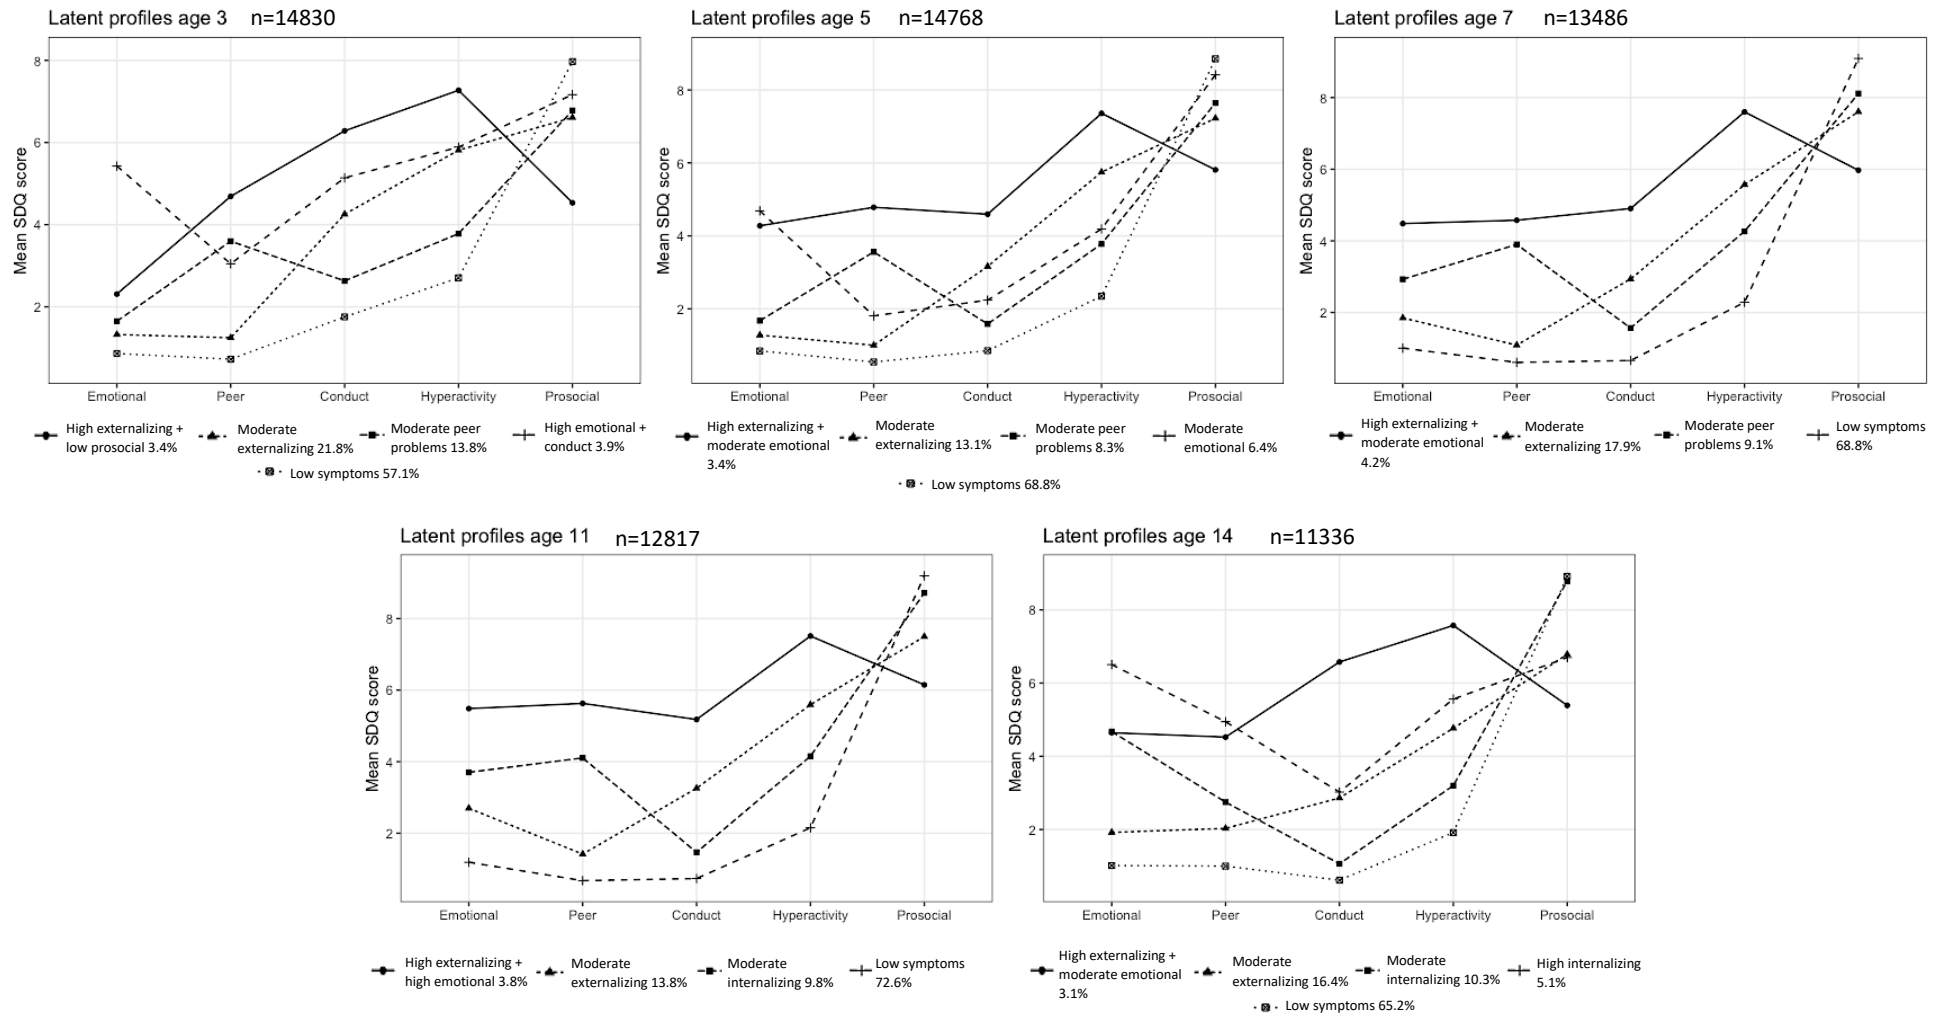 Latent profiles age 3 n=14830
Mean SDQ score
8
6
4
2
Emotional Peer Conduct Hyperactivity Prosocial
High externalizing +
low prosocial 3.4%
Moderate
externalizing 21.8%
Moderate peer
problems 13.8%
High emotional +
conduct 3.9%
Low symptoms 57.1%
Latent profiles age 5 n=14768
Mean SDQ score
8
6
4
2
Emotional Peer Conduct Hyperactivity Prosocial
High externalizing +
moderate emotional
3.4%
Moderate
externalizing 13.1%
Moderate peer
problems 8.3%
Moderate
emotional 6.4%
Low symptoms 68.8%
Latent profiles age 7 n=13486
Mean SDQ score
8
6
4
2
Emotional Peer Conduct Hyperactivity Prosocial
High externalizing +
moderate emotional
4.2%
Moderate
externalizing 17.9%
Moderate peer
problems 9.1%
Low symptoms
68.8%
Latent profiles age 11 n=12817
Mean SDQ score
8
6
4
2
Emotional Peer Conduct Hyperactivity Prosocial
High externalizing +
high emotional 3.8%
Moderate
externalizing 13.8%
Moderate
internalizing 9.8%
Low symptoms
72.6%
Latent profiles age 14 n=11336
Mean SDQ score
8
6
4
2
Emotional Peer Conduct Hyperactivity Prosocial
High externalizing +
moderate emotional
3.1%
Moderate
externalizing 16.4%
Moderate
internalizing 10.3%
High internalizing
5.1%
Low symptoms 65.2%